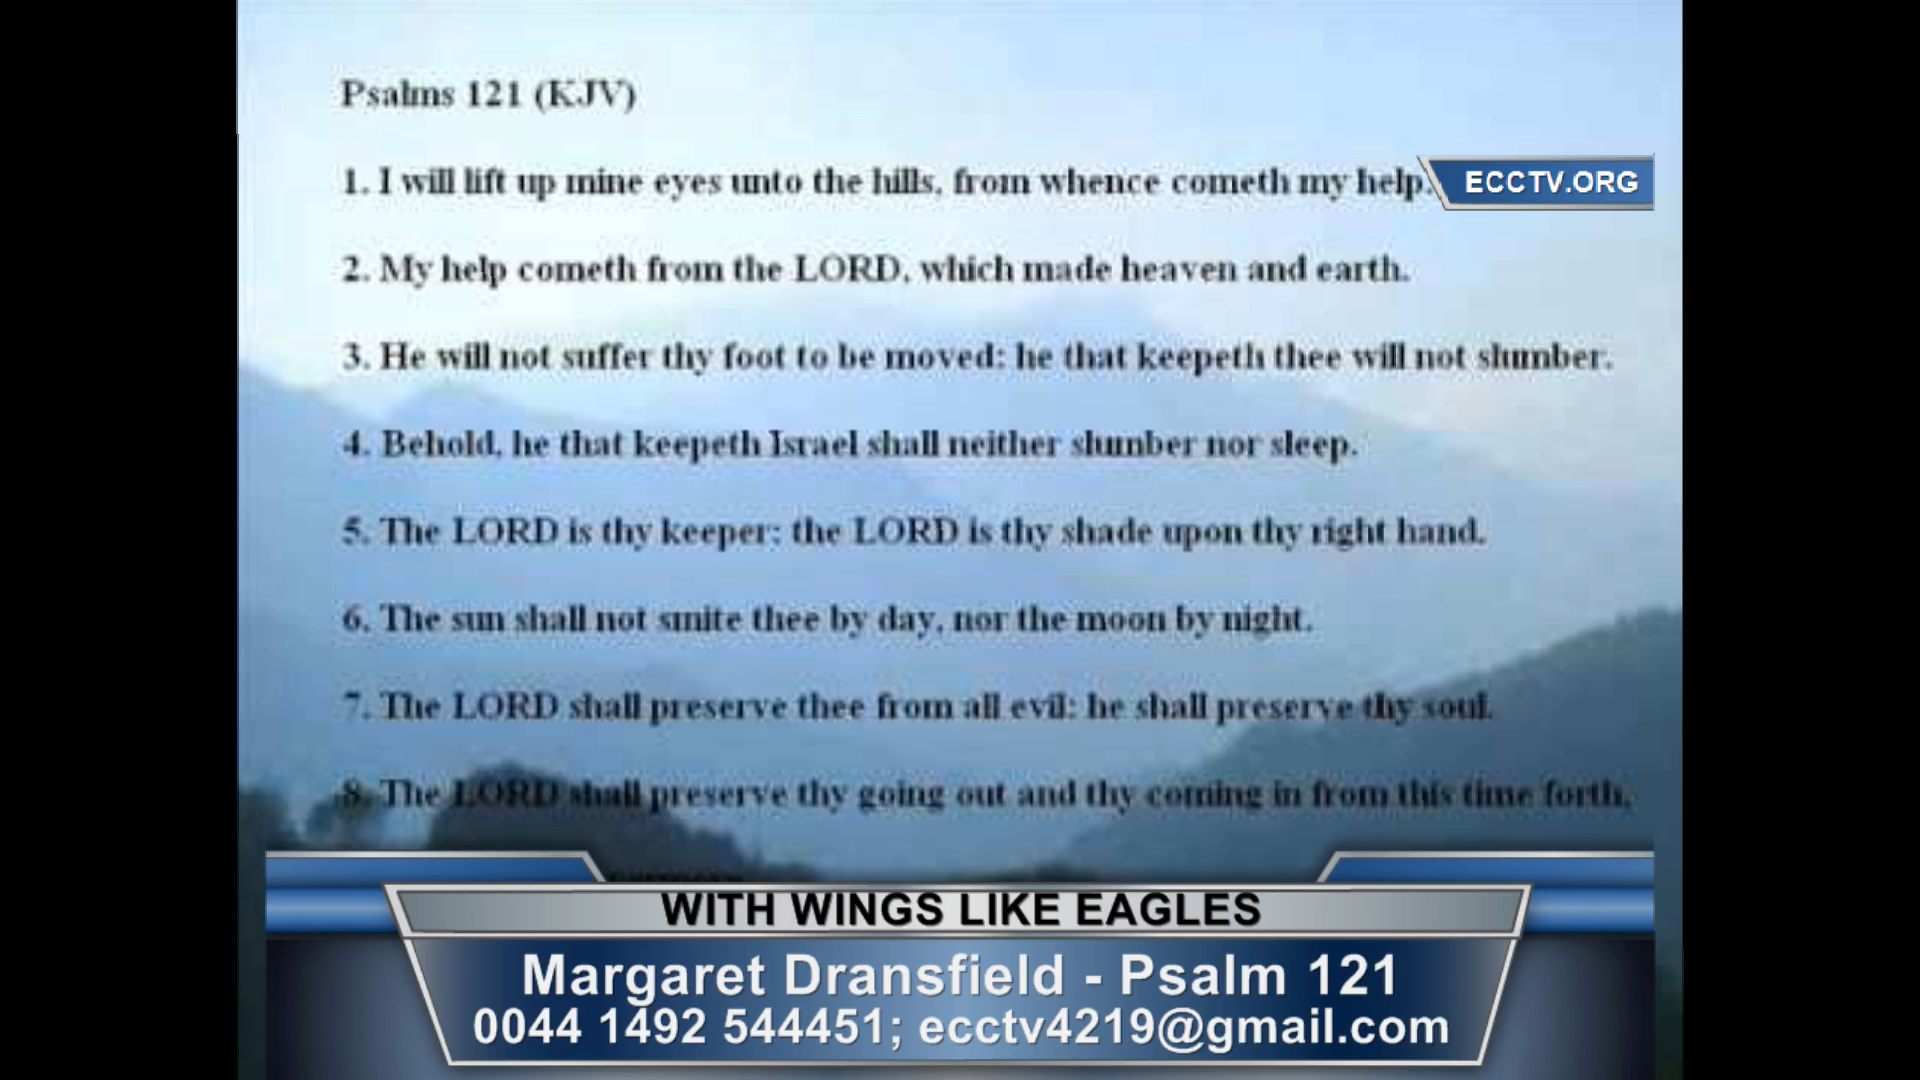 Psalms 121 (KJV)
1. I will lift up mine eyes unto the hills, from whence cometh my help.
ECCTV.ORG
2. My help cometh from the LORD, which made heaven and earth.
3. He will not suffer thy foot to be moved: he that keepeth thee will not slumber.
4. Behold, he that keepeth Israel shall neither slumber nor sleep.
5. The LORD is thy keeper: the LORD is thy shade upon thy right hand.
6. The sun shall not smite thee by day, nor the moon by night.
7. The LORD shall preserve thee from all evil: he shall preserve thy soul.
8. The LORD shall preserve thy going out and thy coming in from this time forth,
WITH WINGS LIKE EAGLES
Margaret Dransfield - Psalm 121
0044 1492 544451; ecctv4219@gmail.com